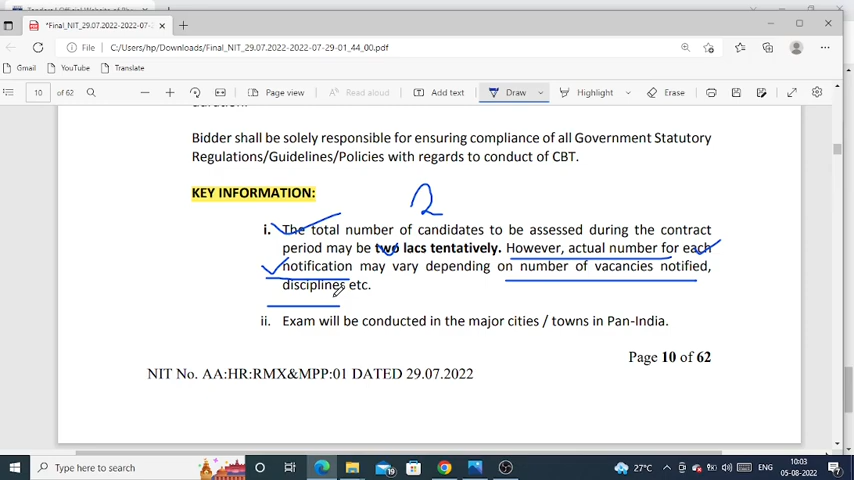 *Final_NIT_29.07.2022-2022-07-2
File
C:/Users/hp/Downloads/Final_NIT_29.07.2022-2022-07-29-01_44_00.pdf
Gmail
YouTube
Translate
10
of 62
Page view
Read aloud
Add text
Draw
Highlight
Erase
Bidder shall be solely responsible for ensuring compliance of all Government Statutory
Regulations/Guidelines/Policies with regards to conduct of CBT.
KEY INFORMATION:
2
i. The total number of candidates to be assessed during the contract
period may be two lacs tentatively. However, actual number for each
notification may vary depending on number of vacancies notified,
disciplines etc.
ii. Exam will be conducted in the major cities / towns in Pan-India.
Page 10 of 62
NIT No. AA:HR:RMX&MPP:01 DATED 29.07.2022
Type here to search
19
27°C
ENG
10:03
05-08-2022
7